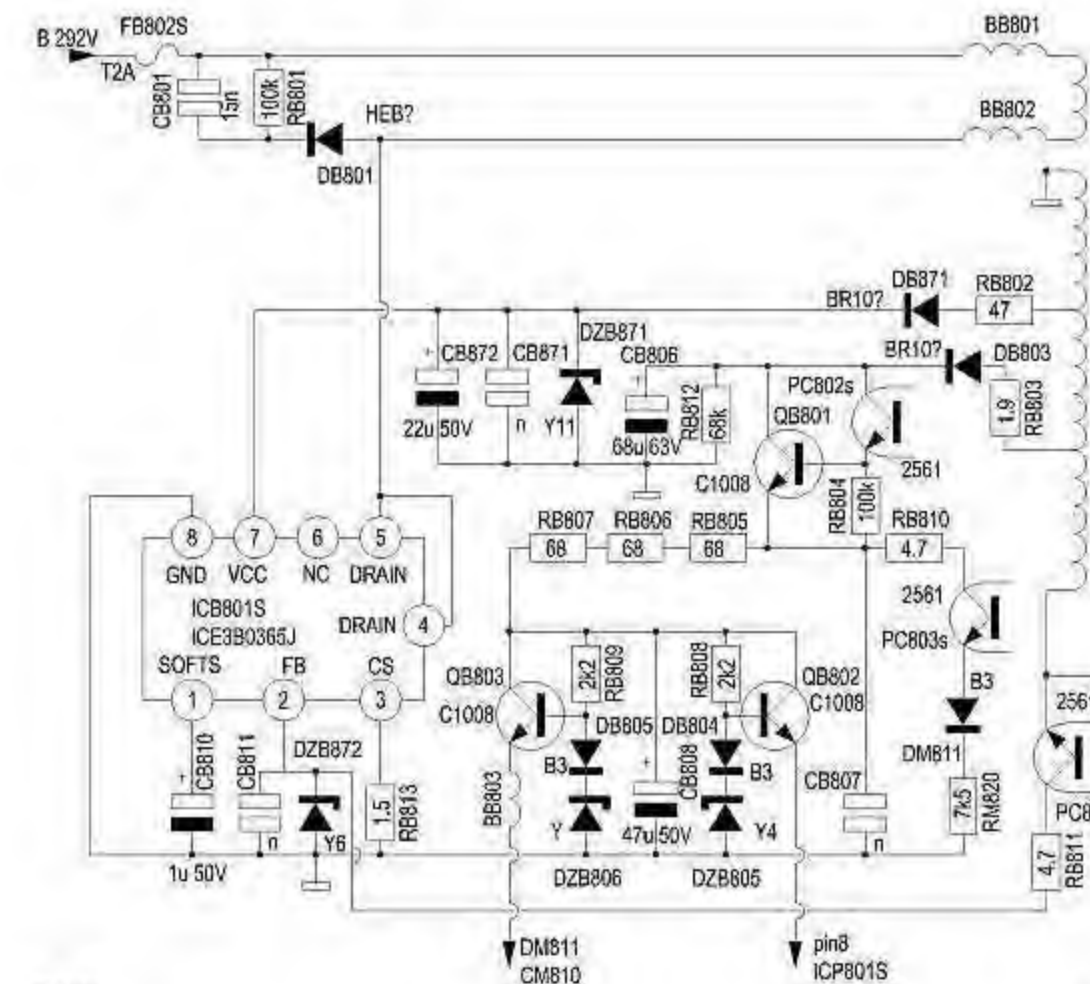 FB802S
BB801
B 292V
T2A
CB801
15n
100k
RB801
HEB?
BB802
DB801
DB871
RB802
BR10?
47
DZB871
BR10?
DB803
CB872
CB871
CB806
PC802s
QB801
1.9
RB803
RB812
68k
22u 50V
n
Y11
68u 63V
C1008
2561
RB804
100k
RB807
RB806
RB805
RB810
68
68
68
4.7
8
7
6
5
GND
VCC
NC
DRAIN
2561
ICB801S
ICE3B0365J
DRAIN
4
PC803s
SOFTS
FB
CS
QB803
2k2
RB809
RB808
2k2
QB802
1
2
3
C1008
C1008
B3
DB805
DB804
DM811
CB810
CB811
DZB872
B3
B3
CB807
BB803
CB808
1.5
RB813
Y6
n
Y
Y4
7k5
RM820
n
1u 50V
47u 50V
DZB806
DZB805
4.7
RB811
DM811
CM810
pin8
ICP801S